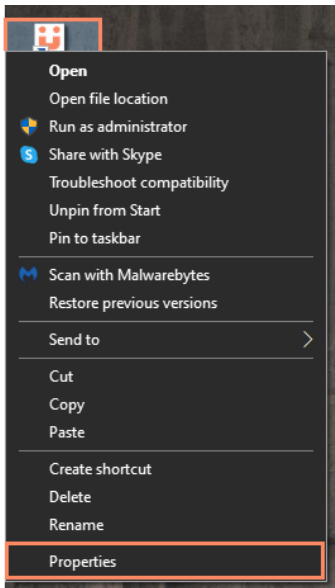 Open
Open file location
Run as administrator
Share with Skype
Troubleshoot compatibility
Unpin from Start
Pin to taskbar
Scan with Malwarebytes
Restore previous versions
Send to
Cut
Copy
Paste
Create shortcut
Delete
Rename
Properties